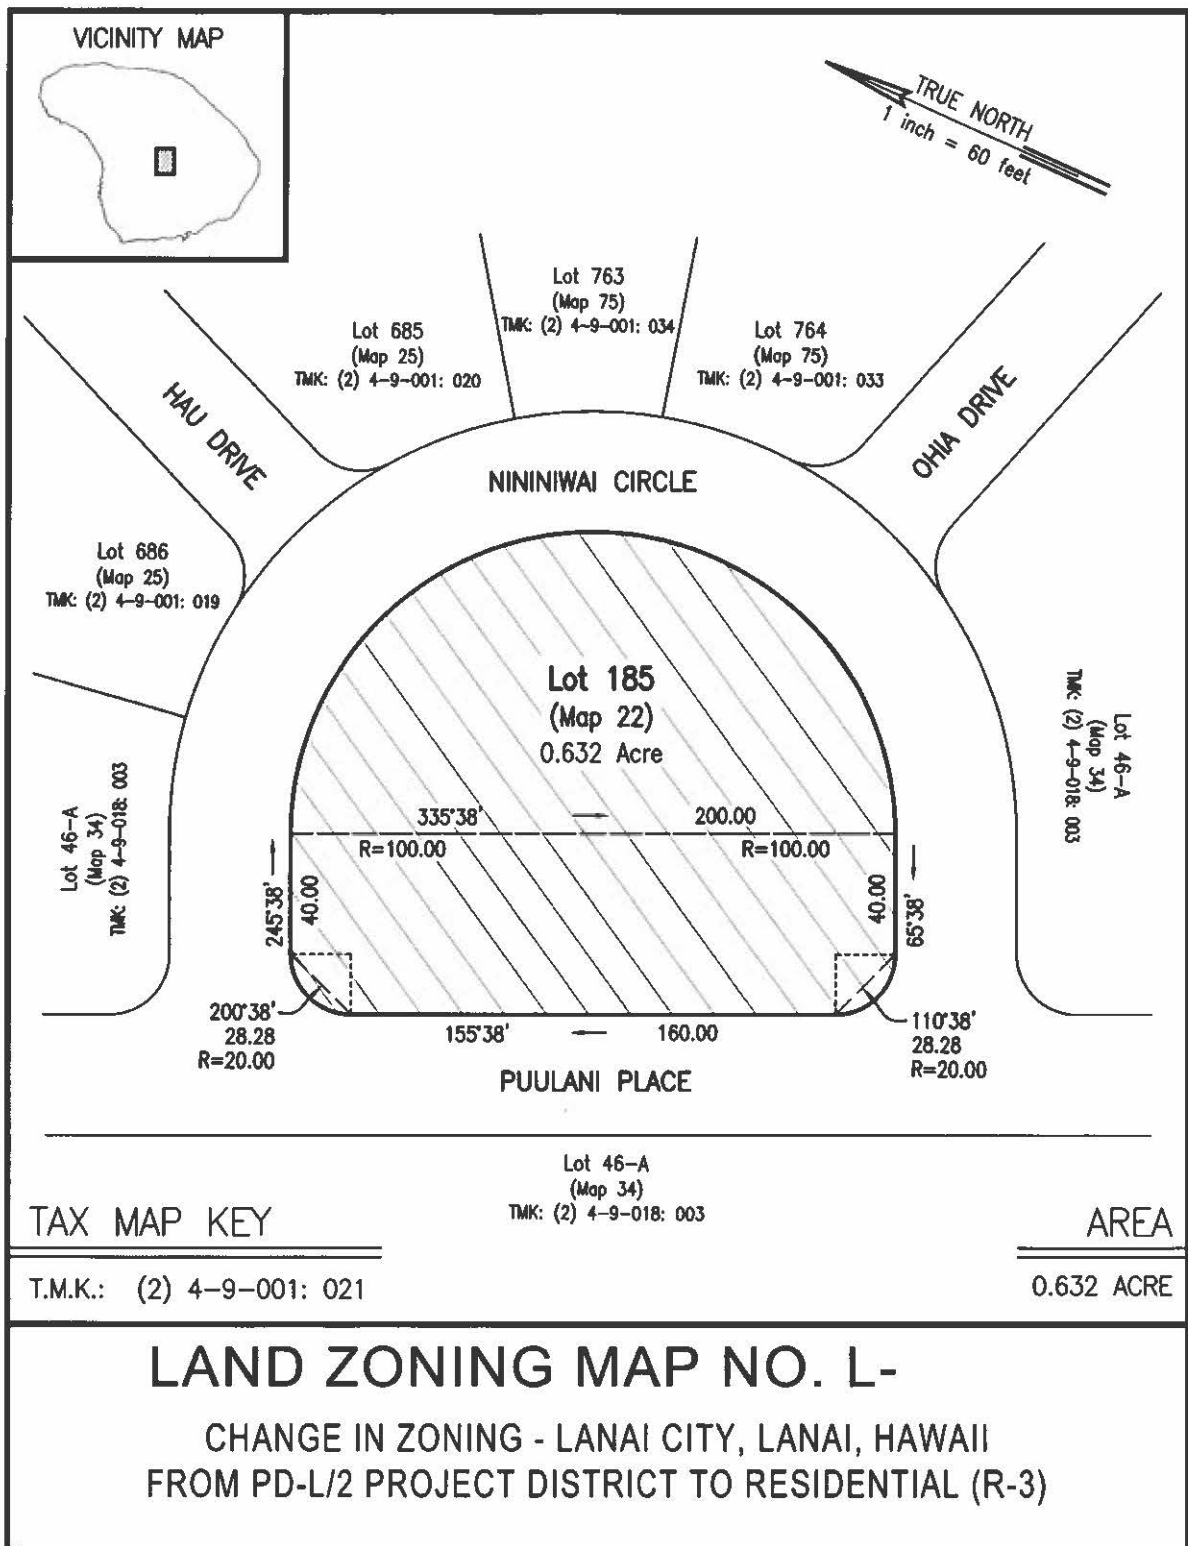 VICINITY MAP
TRUE NORTH
1 inch = 60 feet
Lot 763
(Map 75)
TMK: (2) 4-9-001: 034
Lot 685
(Map 25)
TMK: (2) 4-9-001: 020
Lot 764
(Map 75)
TMK: (2) 4-9-001: 033
HAU DRIVE
OHIA DRIVE
NININIWAI CIRCLE
Lot 686
(Map 25)
TMK: (2) 4-9-001: 019
Lot 185
(Map 22)
0.632 Acre
Lot 46-A
(Map 34)
TMK: (2) 4-9-018: 003
Lot 46-A
(Map 34)
TMK: (2) 4-9-018: 003
335°38' 200.00
R=100.00 R=100.00
245°38'
40.00
40.00
65°38'
200°38'
28.28
R=20.00
155°38' 160.00
110°38'
28.28
R=20.00
PUULANI PLACE
Lot 46-A
(Map 34)
TMK: (2) 4-9-018: 003
TAX MAP KEY
AREA
T.M.K.: (2) 4-9-001: 021
0.632 ACRE
LAND ZONING MAP NO. L-
CHANGE IN ZONING - LANAI CITY, LANAI, HAWAII
FROM PD-L/2 PROJECT DISTRICT TO RESIDENTIAL (R-3)